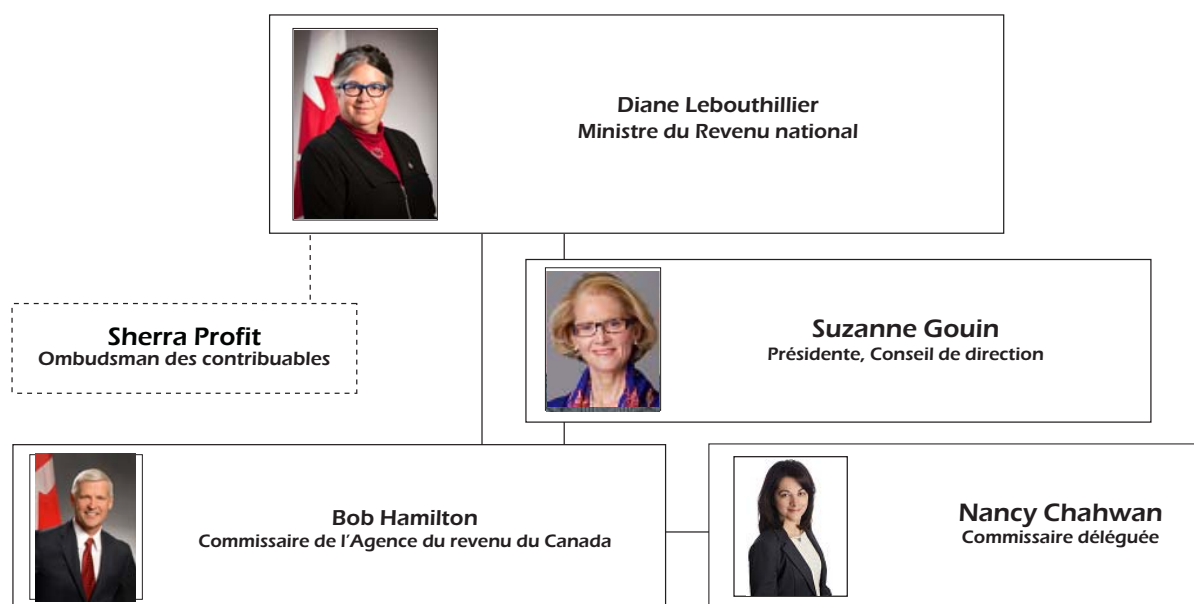 Diane Lebouthillier
Ministre du Revenu national
Sherra Profit
Ombudsman des contribuables
Suzanne Gouin
Présidente, Conseil de direction
Bob Hamilton
Commissaire de l'Agence du revenu du Canada
Nancy Chahwan
Commissaire déléguée